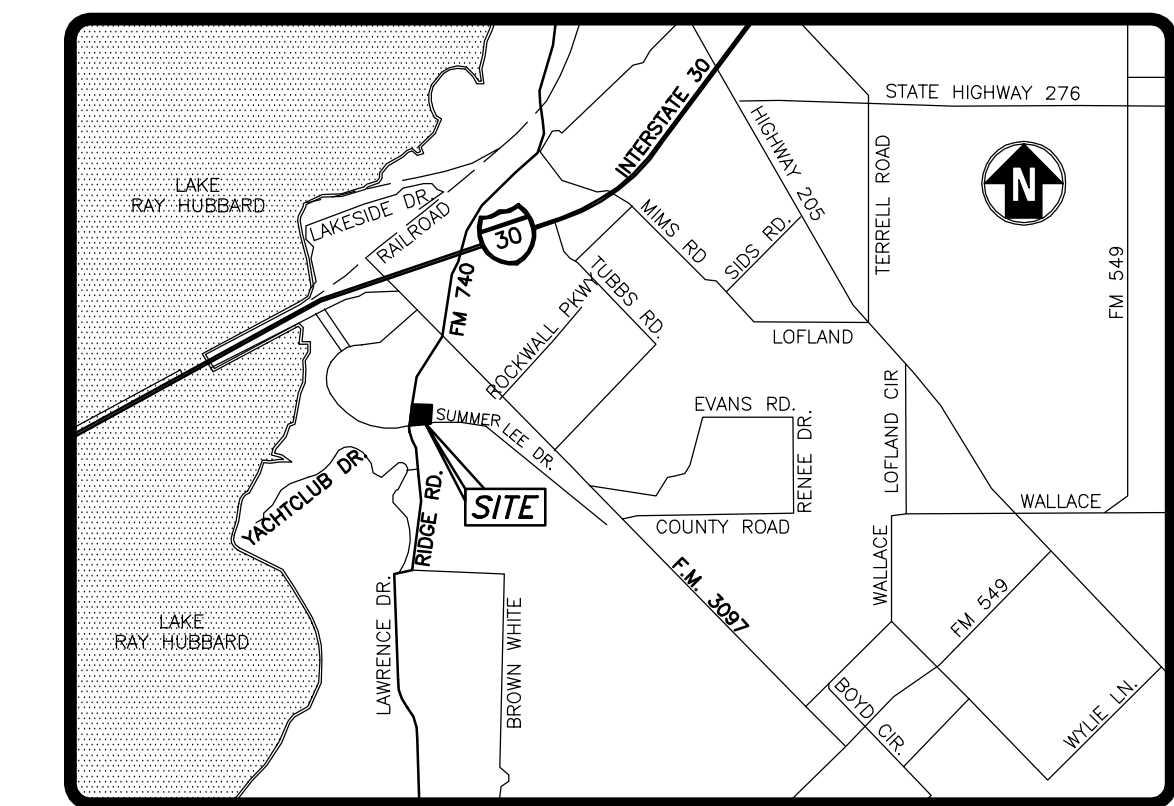 STATE HIGHWAY 276
INTERSTATE 30
HIGHWAY 205
TERRELL ROAD
N
LAKE
RAY HUBBARD
LAKESIDE DR.
RAILROAD
30
MIMS RD
SIDS RD.
FM 549
FM 740
TUBBS RD.
ROCKWALL PKWY
LOFLAND
LOFLAND CIR
EVANS RD.
RENEE DR.
SUMMER LEE DR.
YACHTCLUB DR.
RIDGE RD.
SITE
COUNTY ROAD
WALLACE
WALLACE
F.M. 3097
LAKE
RAY HUBBARD
LAWRENCE DR.
BROWN WHITE
FM 549
BOYD CIR.
WYLIE LN.